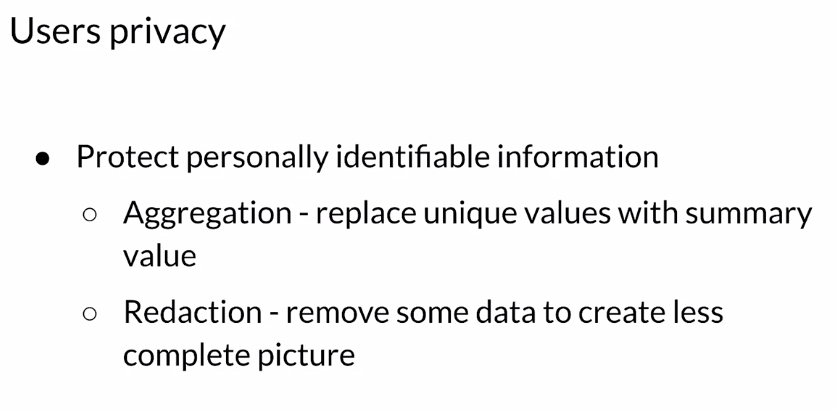 Users privacy
● Protect personally identifiable information
○ Aggregation - replace unique values with summary
value
○ Redaction - remove some data to create less
complete picture